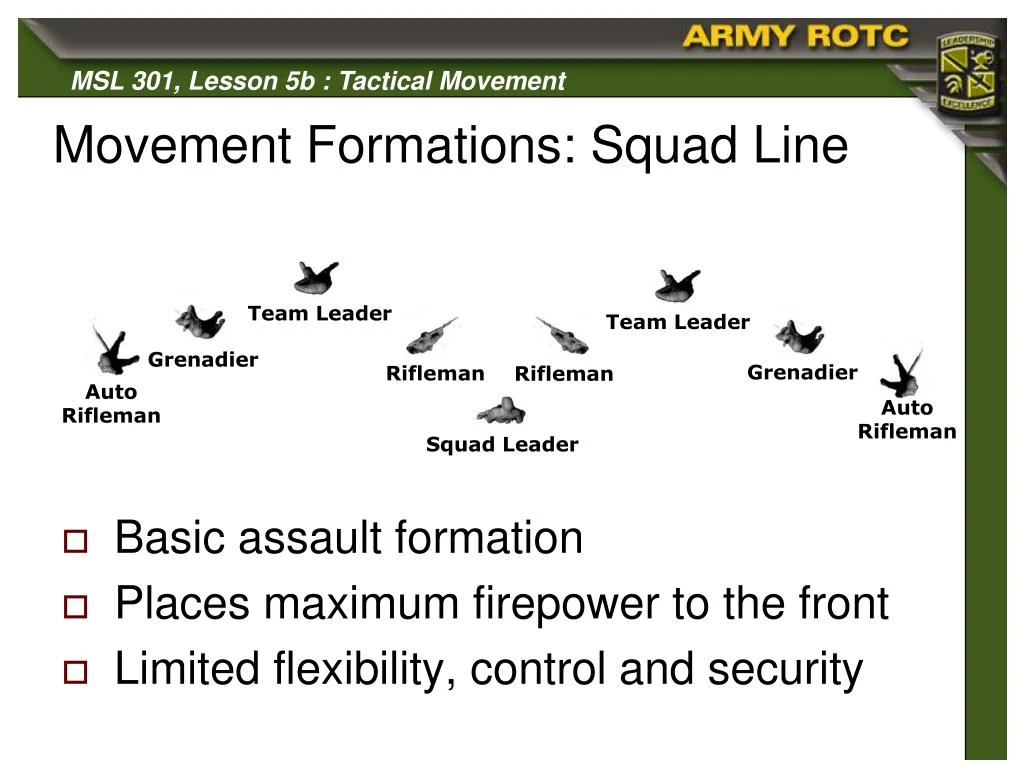 ARMY ROTC
LEADERSHIP
EXCELLENCE
MSL 301, Lesson 5b : Tactical Movement
Movement Formations: Squad Line
Team Leader
Team Leader
Grenadier
Rifleman
Rifleman
Grenadier
Auto
Rifleman
Auto
Rifleman
Squad Leader
Basic assault formation
Places maximum firepower to the front
Limited flexibility, control and security